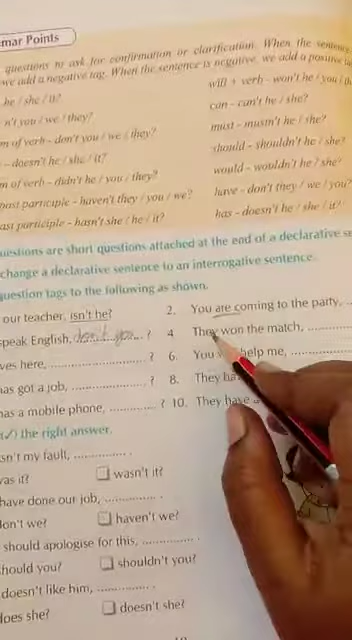 mar Points
questions to ask for confirmation or clarification. When the sentence
we add a negative tag. When the sentence is negative, we add a positive
will + verb - won't he / you /
he / she / it?
can - can't he / she?
n't you / we / they?
must - mustn't he / she?
m of verb - don't you / we / they?
should - shouldn't he / she?
- doesn't he / she / it?
would - wouldn't he / she?
m of verb - didn't he / you / they?
have - don't they / we / you?
past participle - haven't they / you / we?
has - doesn't he / she / it?
ast participle - hasn't she / he / it?
uestions are short questions attached at the end of a declarative
change a declarative sentence to an interrogative sentence.
question tags to the following as shown.
our teacher, isn't he? 2. You are coming to the party,
speak English, don't you ? 4 They won the match,
ves here, ? 6. You help me,
as got a job, ? 8. They
as a mobile phone, ? 10. They have
(✓) the right answer.
sn't my fault,
vas it? wasn't it?
have done our job,
don't we? haven't we?
should apologise for this,
should you? shouldn't you?
doesn't like him,
does she? doesn't she?